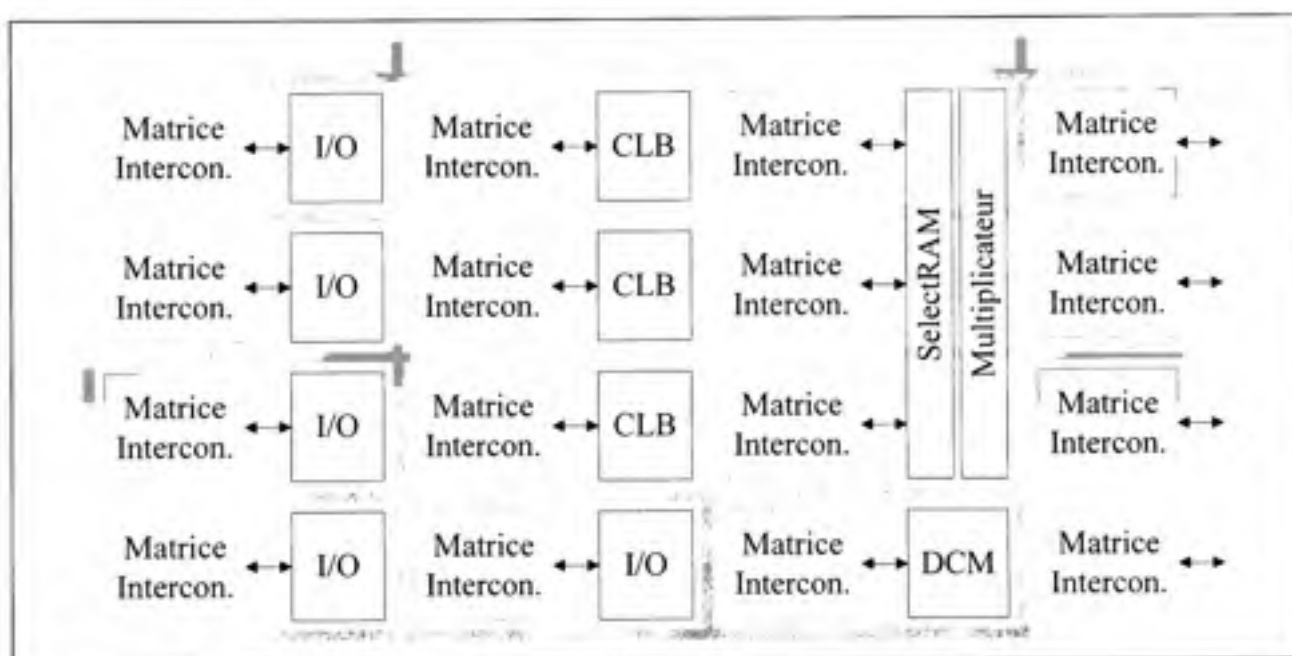 Matrice
Intercon.
I/O
Matrice
Intercon.
CLB
Matrice
Intercon.
SelectRAM
Multiplicateur
Matrice
Intercon.
Matrice
Intercon.
I/O
Matrice
Intercon.
CLB
Matrice
Intercon.
Matrice
Intercon.
Matrice
Intercon.
I/O
Matrice
Intercon.
CLB
Matrice
Intercon.
Matrice
Intercon.
Matrice
Intercon.
I/O
Matrice
Intercon.
I/O
Matrice
Intercon.
DCM
Matrice
Intercon.